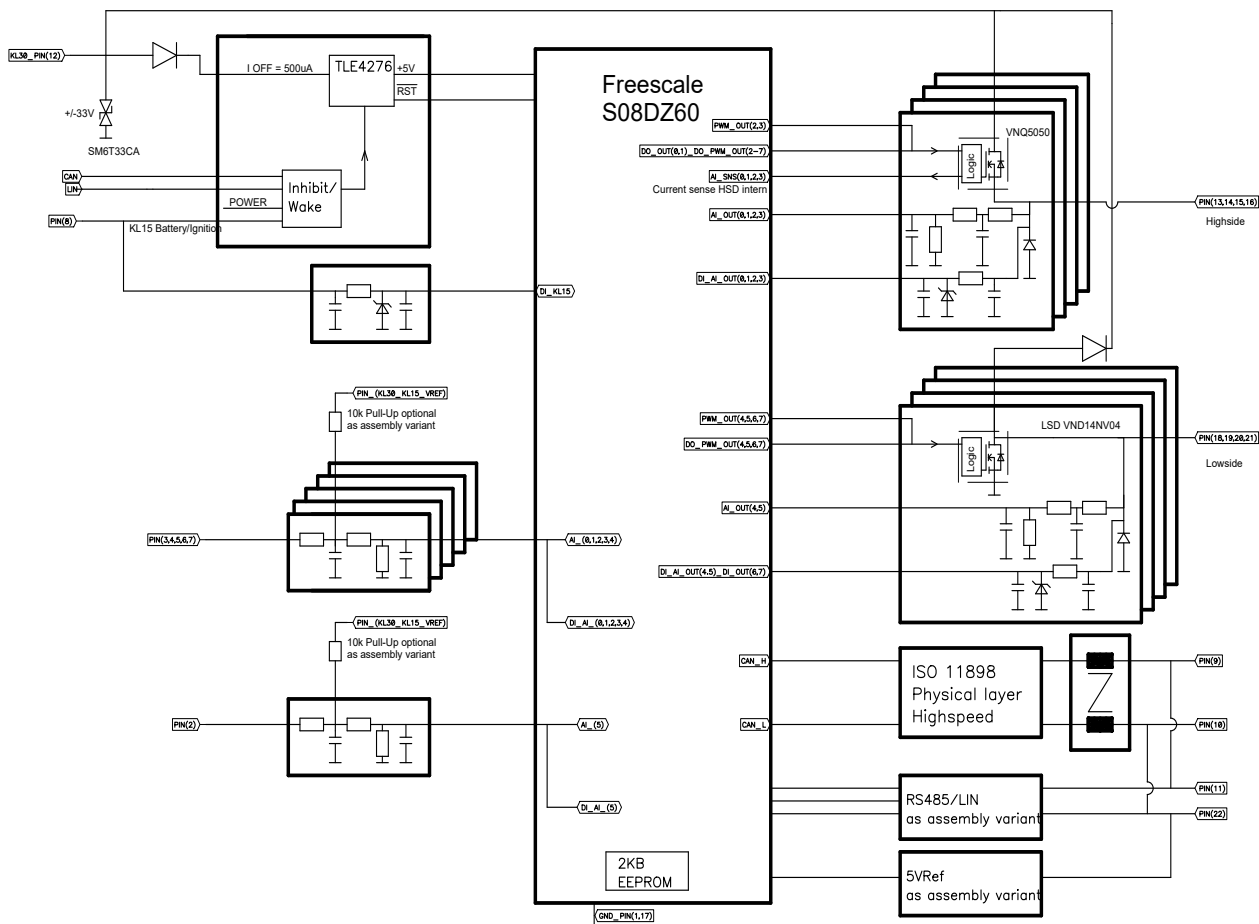 KL30_PIN(12)
I OFF = 500uA
TLE4276
+5V
RST
+/-33V
SM6T33CA
CAN
LIN
POWER
Inhibit/
Wake
PIN(8)
KL15 Battery/Ignition
DI_KL15
PIN_(KL30_KL15_VREF)
10k Pull-Up optional
as assembly variant
PIN(3,4,5,6,7)
AI_(0,1,2,3,4)
DI_AI_(0,1,2,3,4)
PIN_(KL30_KL15_VREF)
10k Pull-Up optional
as assembly variant
PIN(2)
AI_(5)
DI_AI_(5)
Freescale
S08DZ60
2KB
EEPROM
GND_PIN(1,17)
PWM_OUT(2,3)
DO_OUT(0,1)_DO_PWM_OUT(2-7)
AI_SNS(0,1,2,3)
Current sense HSD intern
AI_OUT(0,1,2,3)
DI_AI_OUT(0,1,2,3)
VNQ5050
Logic
PIN(13,14,15,16)
Highside
PWM_OUT(4,5,6,7)
DO_PWM_OUT(4,5,6,7)
AI_OUT(4,5)
DI_AI_OUT(4.5)_DI_OUT(6,7)
LSD VND14NV04
Logic
PIN(18,19,20,21)
Lowside
CAN_H
CAN_L
ISO 11898
Physical layer
Highspeed
PIN(9)
PIN(10)
RS485/LIN
as assembly variant
PIN(11)
PIN(22)
5VRef
as assembly variant